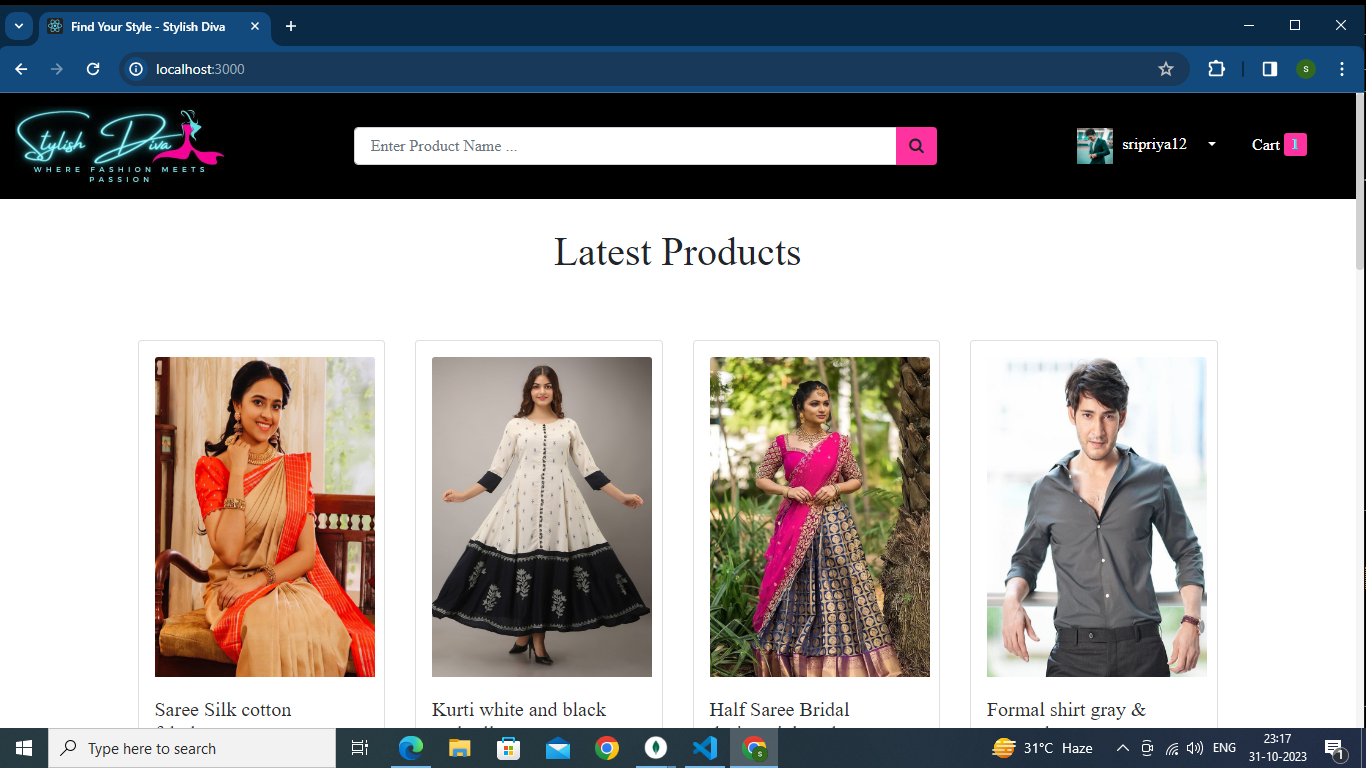 Find Your Style - Stylish Diva
localhost:3000
S
Stylish Diva
WHERE FASHION MEETS
PASSION
Enter Product Name ...
sripriya12
Cart 1
Latest Products
Saree Silk cotton
Kurti white and black
Half Saree Bridal
Formal shirt gray &
Type here to search
31°C Haze
ENG
23:17
31-10-2023
1